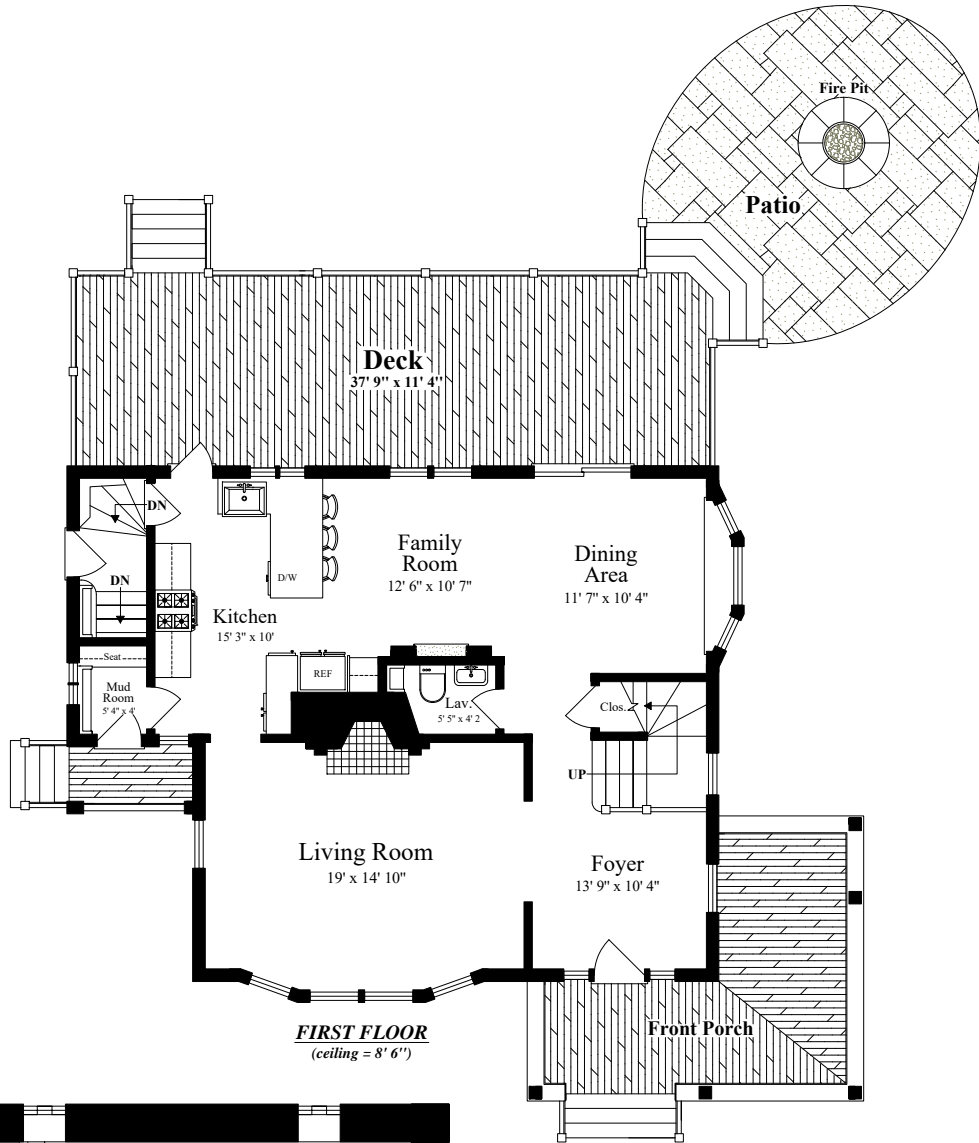 Fire Pit
Patio
Deck
37' 9" x 11' 4"
DN
Family
Room
12' 6" x 10' 7"
Dining
Area
11' 7" x 10' 4"
D/W
DN
Kitchen
15' 3" x 10'
Seat
REF
Mud
Room
5' 4" x 4'
Lav.
5' 5" x 4' 2
Clos.
UP
Living Room
19' x 14' 10"
Foyer
13' 9" x 10' 4"
FIRST FLOOR
(ceiling = 8' 6")
Front Porch